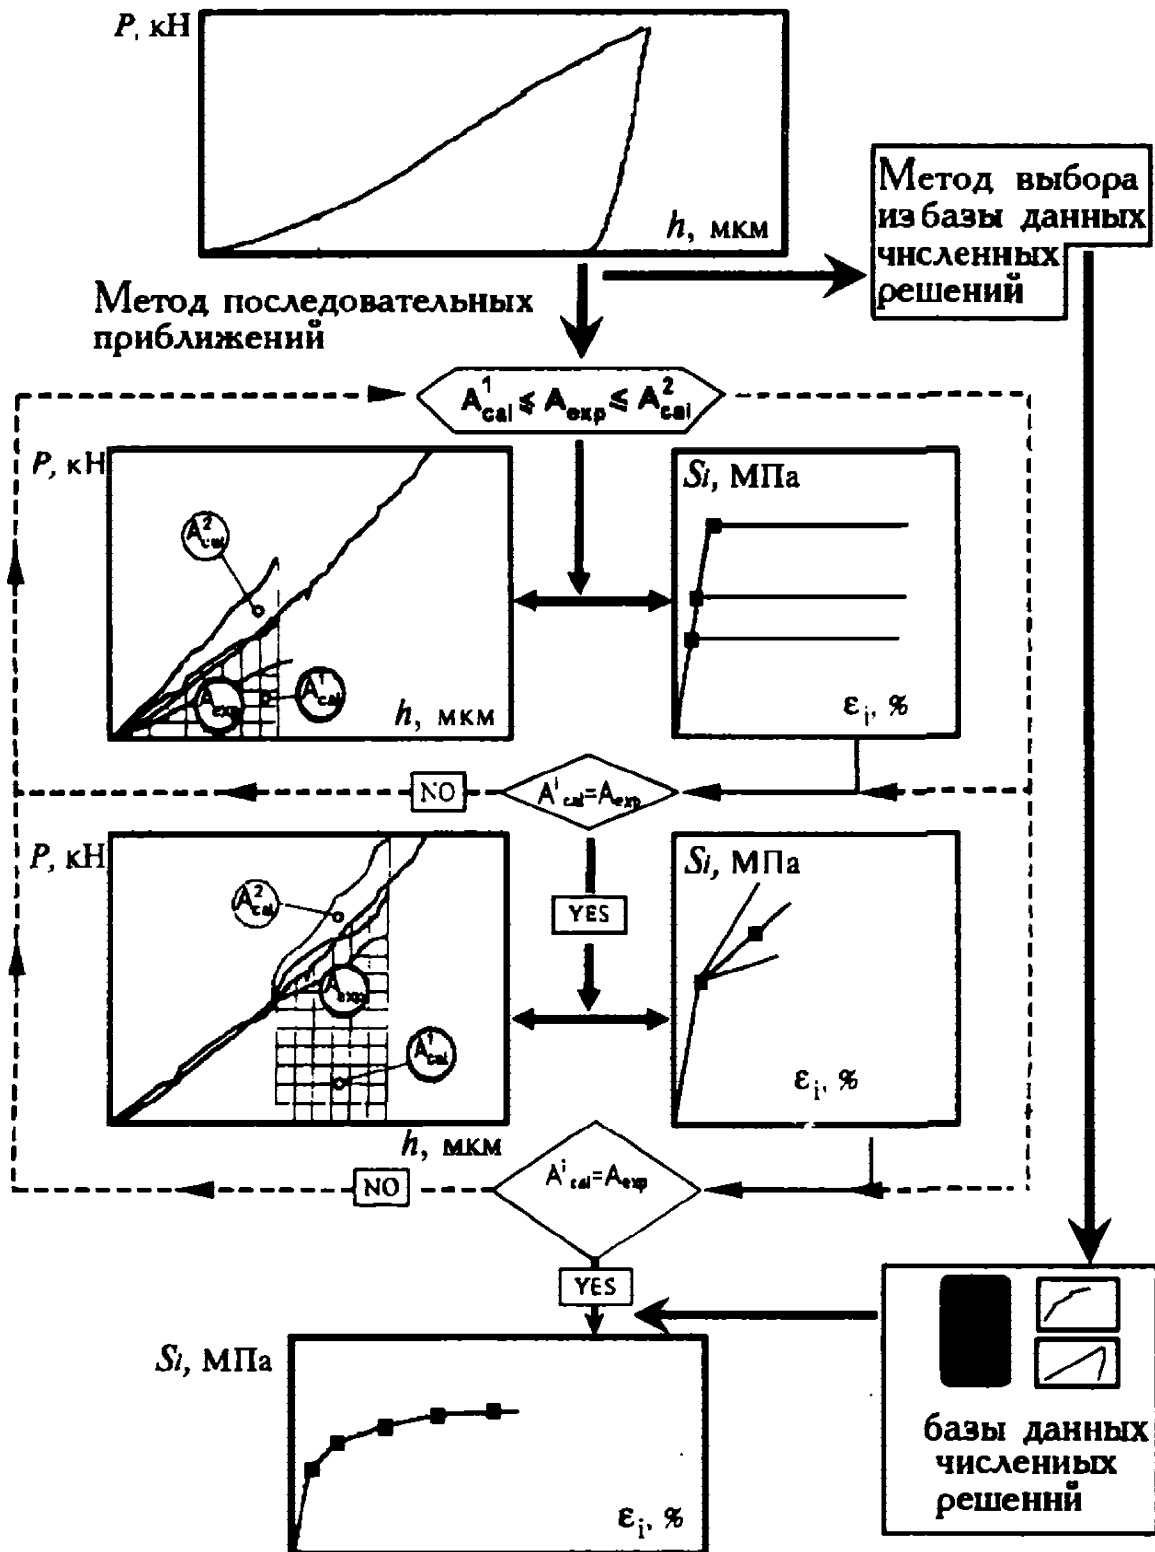 P, кН
h, мкм
Метод выбора
из базы данных
численных
решений
Метод последовательных
приближений
A¹cal ≤ Aexp ≤ A²cal
P, кН
A²cal
Aexp
A¹cal
h, мкм
Si, МПа
εi, %
NO
Aⁱcal=Aexp
P, кН
A²cal
Aexp
A¹cal
h, мкм
YES
Si, МПа
εi, %
NO
Aⁱcal=Aexp
YES
Si, МПа
εi, %
базы данных
численных
решений